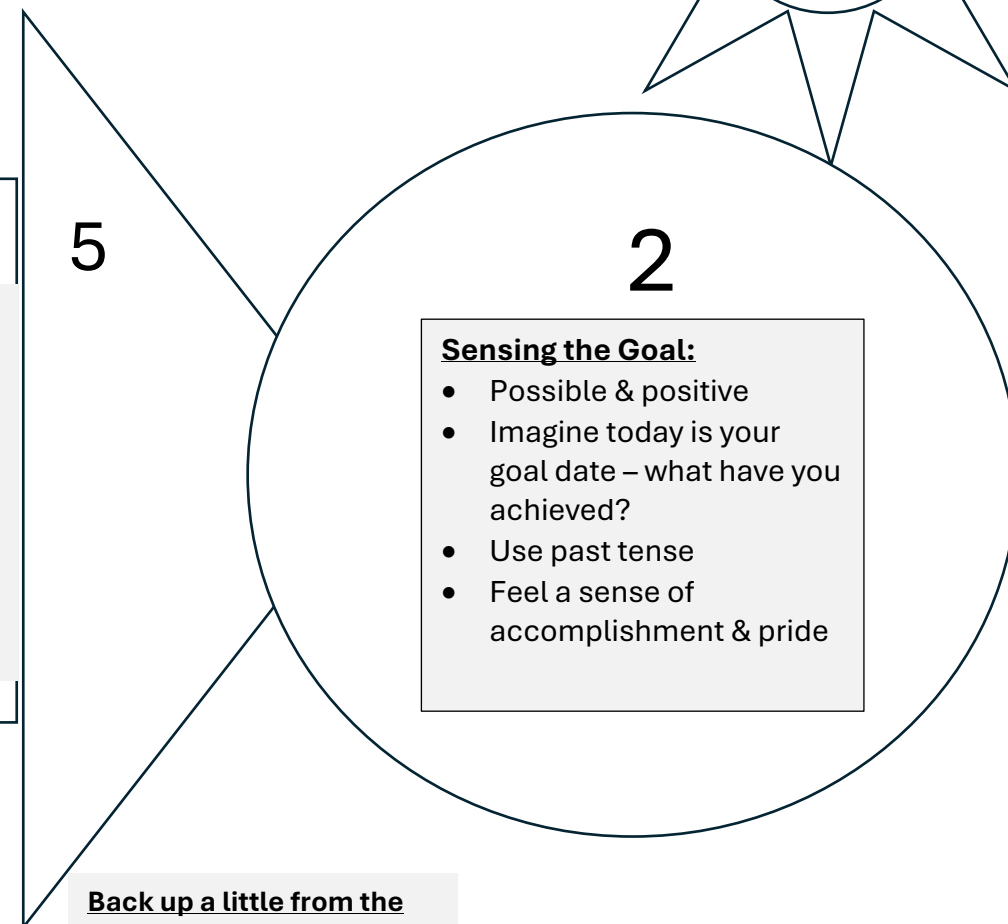 5
2
Sensing the Goal:
• Possible & positive
• Imagine today is your
goal date – what have you
achieved?
• Use past tense
• Feel a sense of
accomplishment & pride
Back up a little from the